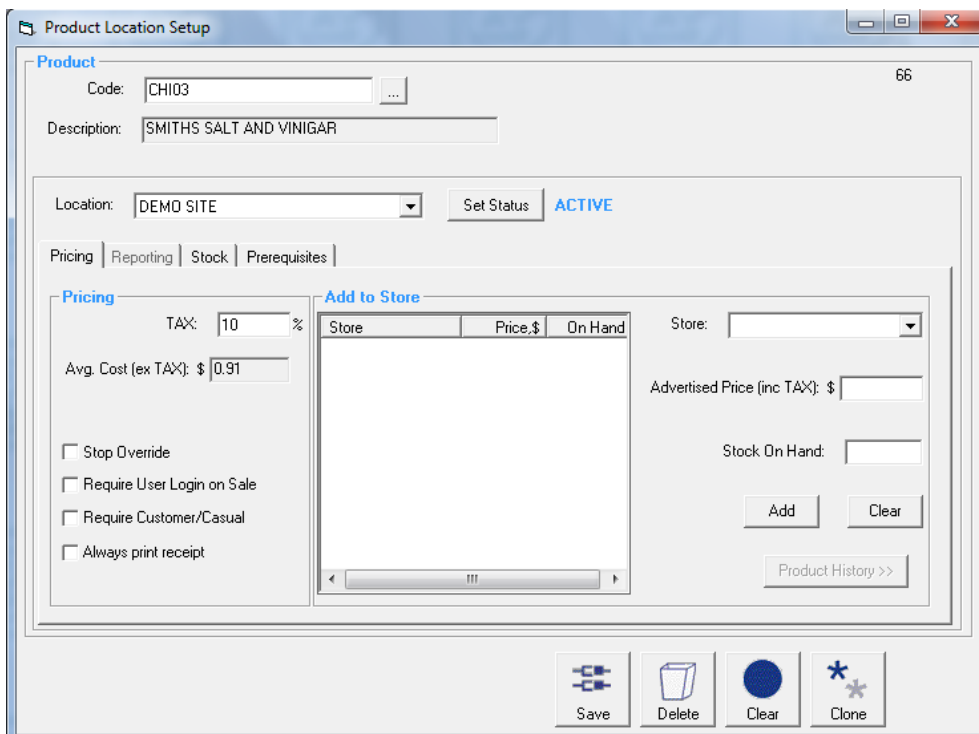 Product Location Setup
Product
66
Code: CHI03 ...
Description: SMITHS SALT AND VINIGAR
Location: DEMO SITE Set Status ACTIVE
Pricing Reporting Stock Prerequisites
Pricing
TAX: 10 %
Avg. Cost (ex TAX): $ 0.91
Stop Override
Require User Login on Sale
Require Customer/Casual
Always print receipt
Add to Store
Store Price,$ On Hand
Store:
Advertised Price (inc TAX): $
Stock On Hand:
Add Clear
Product History >>
Save Delete Clear Clone